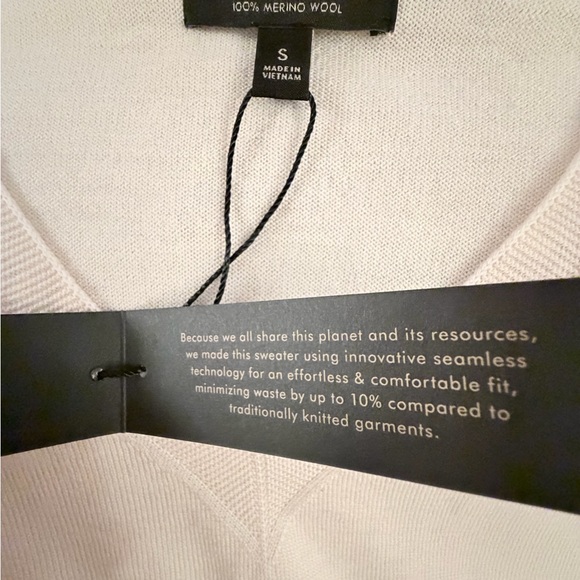 100% MERINO WOOL
S
MADE IN
VIETNAM
Because we all share this planet and its resources,
we made this sweater using innovative seamless
technology for an effortless & comfortable fit,
minimizing waste by up to 10% compared to
traditionally knitted garments.